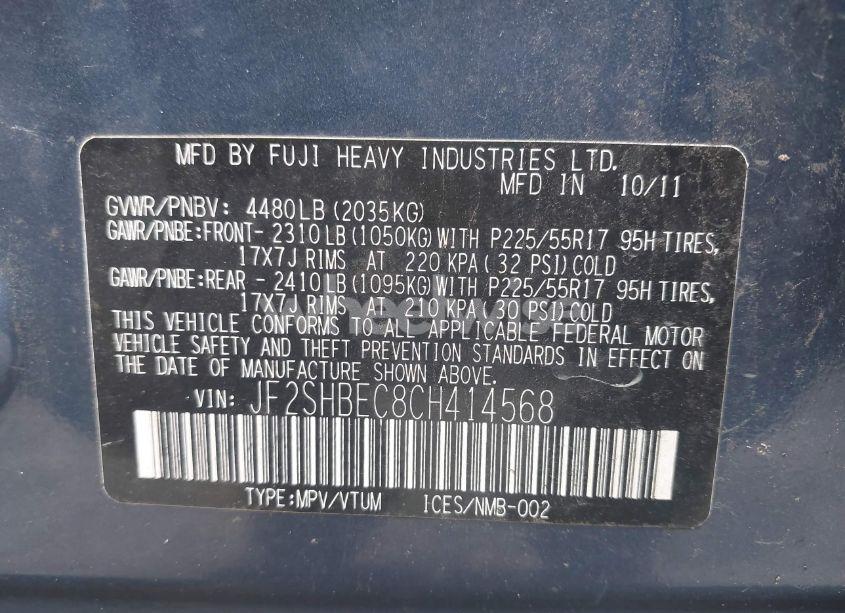 MFD BY FUJI HEAVY INDUSTRIES LTD.
MFD IN 10/11
GVWR/PNBV: 4480LB (2035KG)
GAWR/PNBE:FRONT- 2310LB (1050KG) WITH P225/55R17 95H TIRES,
17X7J RIMS AT 220 KPA ( 32 PSI) COLD
GAWR/PNBE:REAR - 2410LB (1095KG) WITH P225/55R17 95H TIRES,
17X7J RIMS AT 210 KPA (30 PSI) COLD
THIS VEHICLE CONFORMS TO ALL APPLICABLE FEDERAL MOTOR
VEHICLE SAFETY AND THEFT PREVENTION STANDARDS IN EFFECT ON
THE DATE OF MANUFACTURE SHOWN ABOVE.
VIN: JF2SHBEC8CH414568
TYPE:MPV/VTUM ICES/NMB-002